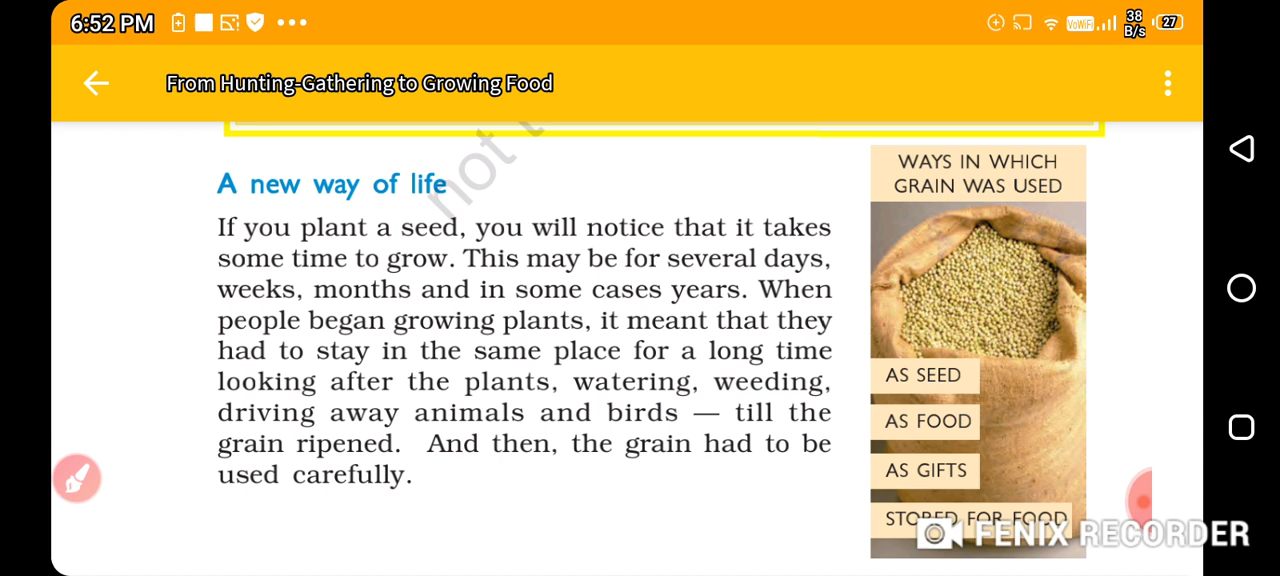 6:52 PM
VoWiFi
38
B/s
27
From Hunting-Gathering to Growing Food
not
A new way of life
If you plant a seed, you will notice that it takes
some time to grow. This may be for several days,
weeks, months and in some cases years. When
people began growing plants, it meant that they
had to stay in the same place for a long time
looking after the plants, watering, weeding,
driving away animals and birds — till the
grain ripened. And then, the grain had to be
used carefully.
WAYS IN WHICH
GRAIN WAS USED
AS SEED
AS FOOD
AS GIFTS
STORED FOR FOOD
FENIX RECORDER